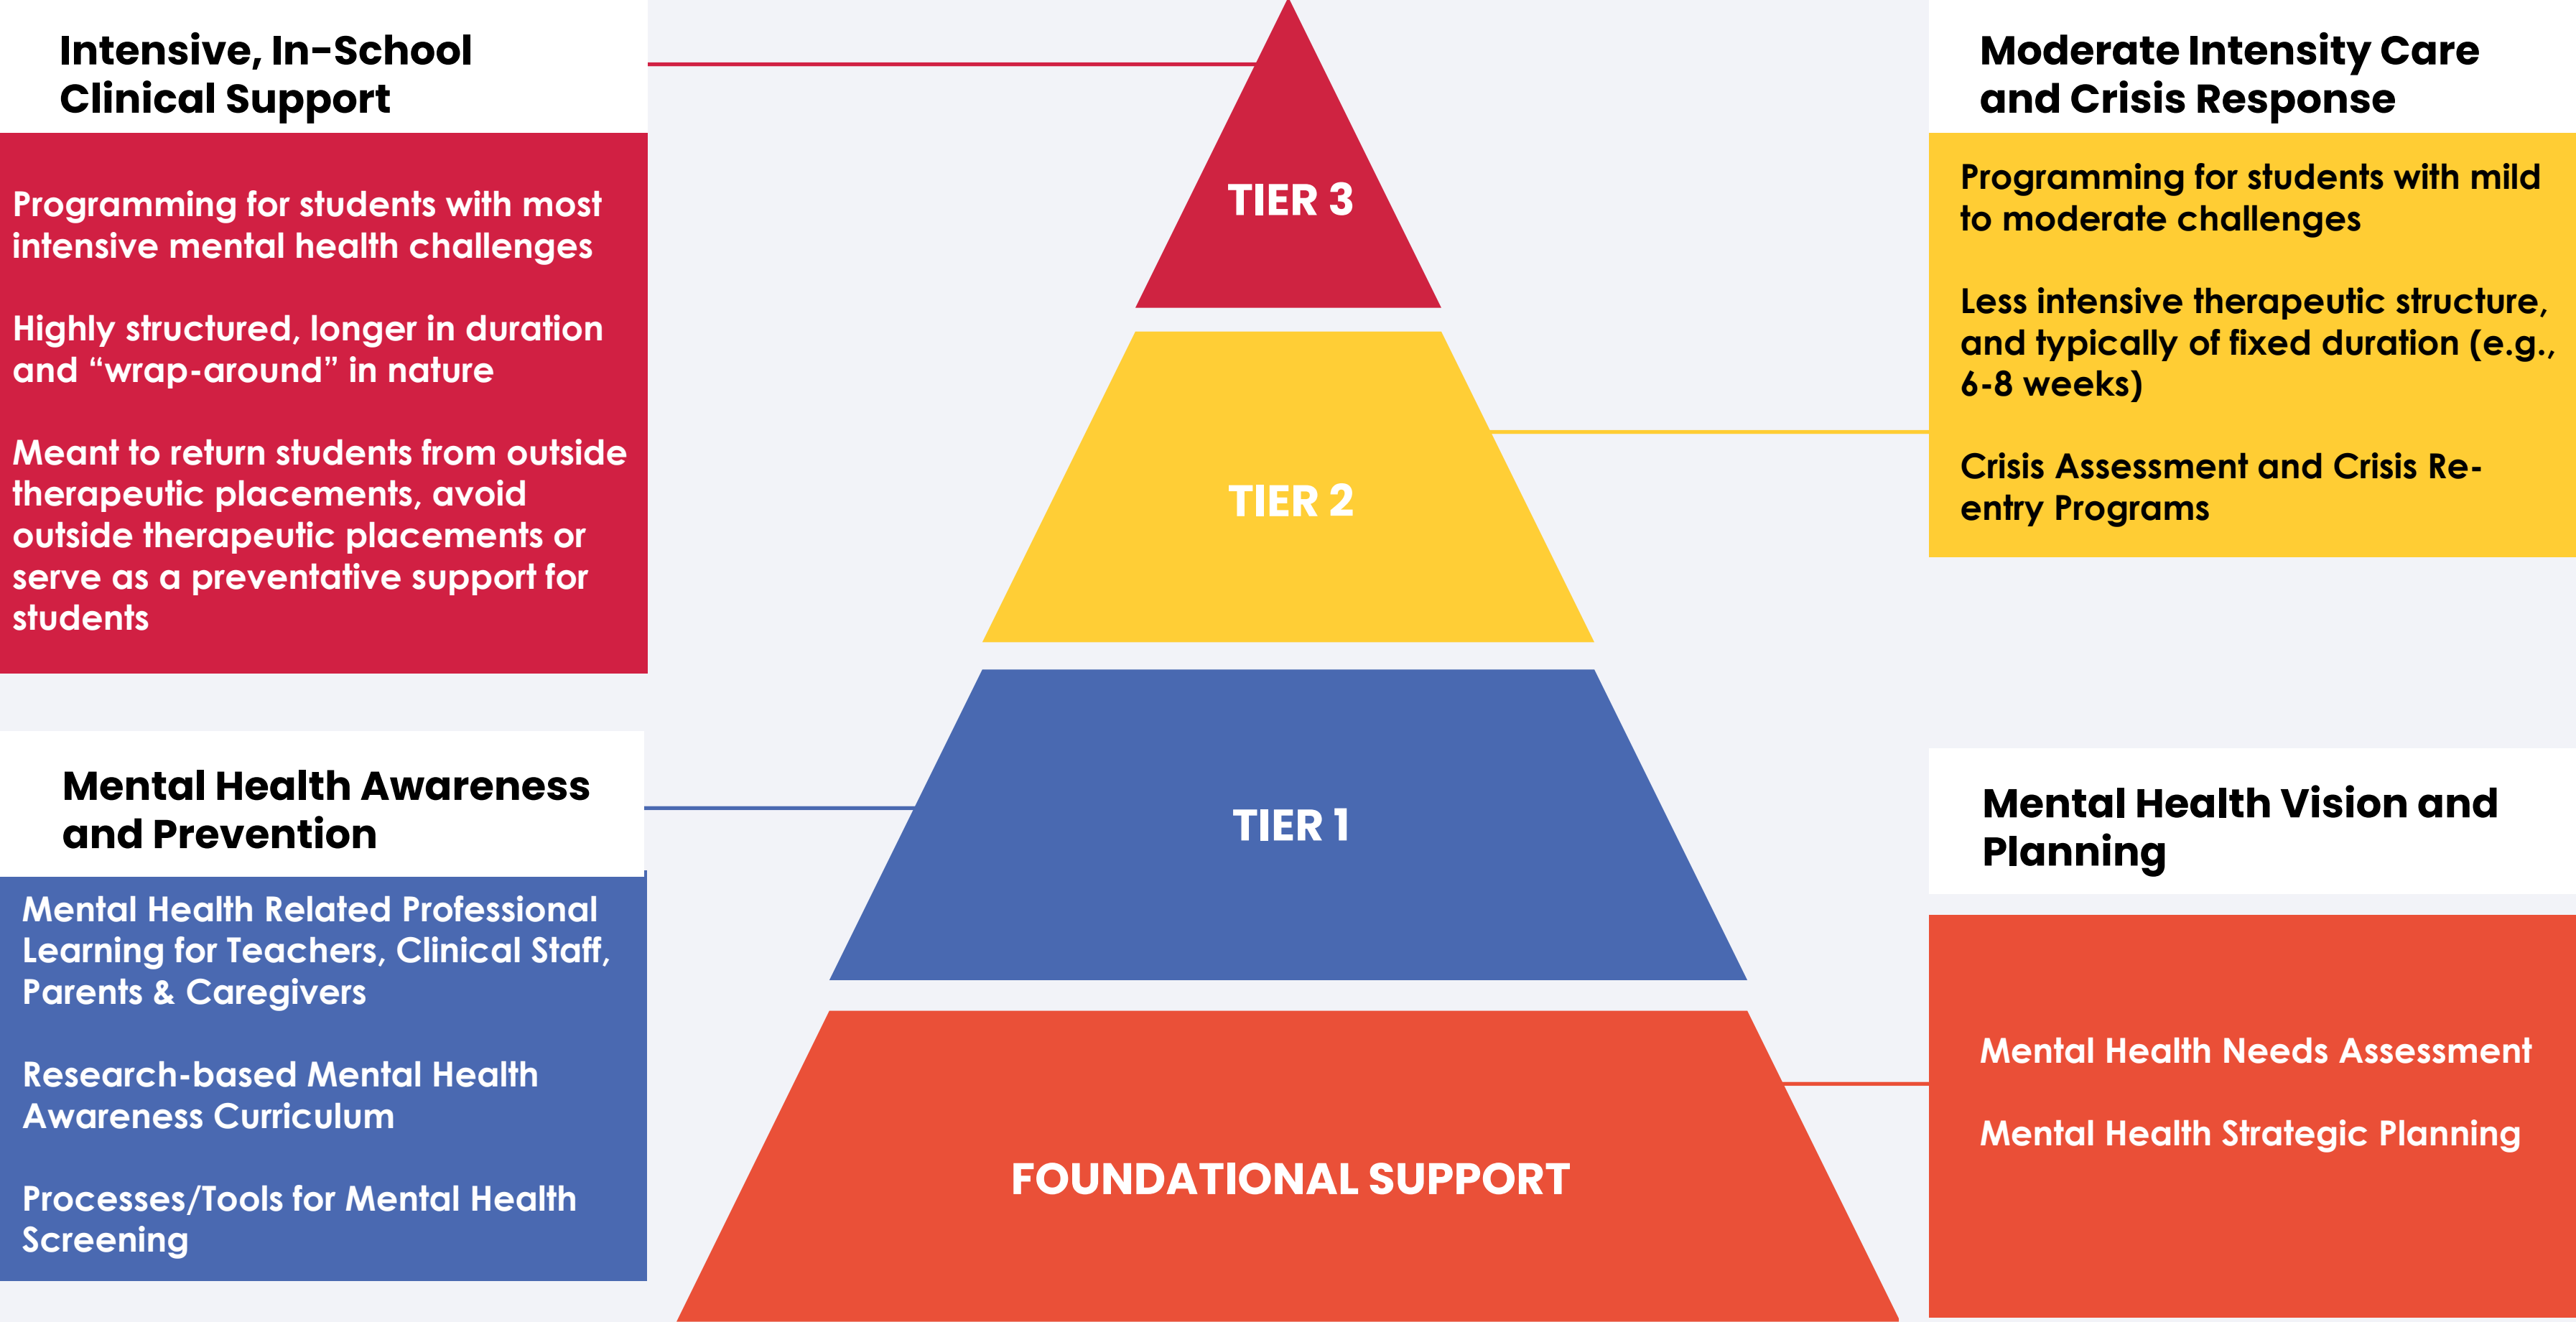 Intensive, In-School
Clinical Support
Programming for students with most
intensive mental health challenges
Highly structured, longer in duration
and “wrap-around” in nature
Meant to return students from outside
therapeutic placements, avoid
outside therapeutic placements or
serve as a preventative support for
students
Mental Health Awareness
and Prevention
Mental Health Related Professional
Learning for Teachers, Clinical Staff,
Parents & Caregivers
Research-based Mental Health
Awareness Curriculum
Processes/Tools for Mental Health
Screening
TIER 3
TIER 2
TIER 1
FOUNDATIONAL SUPPORT
Moderate Intensity Care
and Crisis Response
Programming for students with mild
to moderate challenges
Less intensive therapeutic structure,
and typically of fixed duration (e.g.,
6-8 weeks)
Crisis Assessment and Crisis Re-
entry Programs
Mental Health Vision and
Planning
Mental Health Needs Assessment
Mental Health Strategic Planning